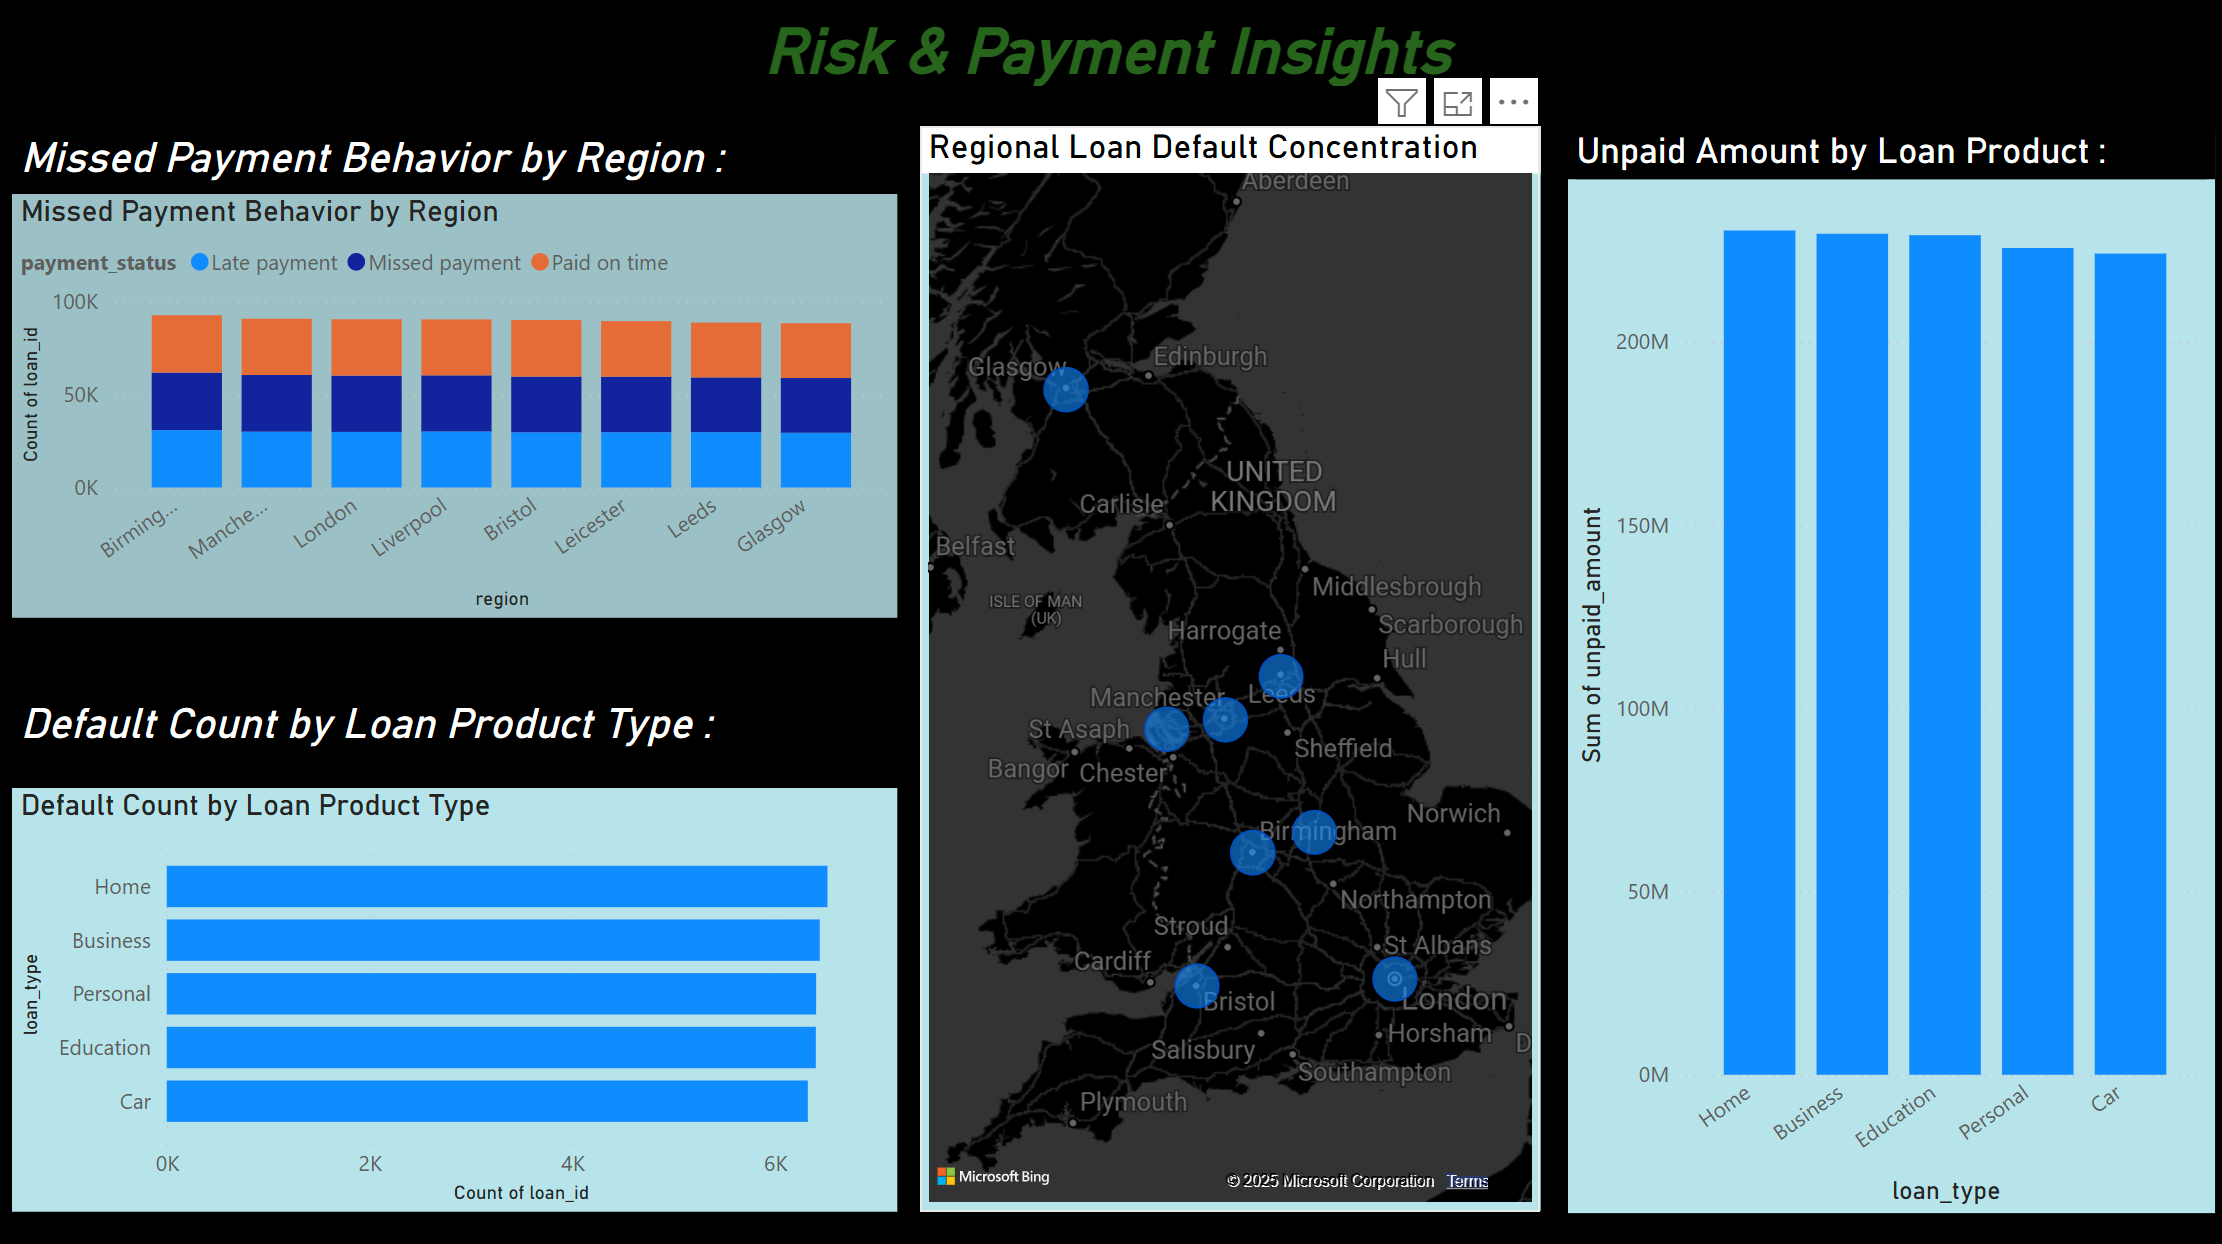 Risk & Payment Insights
Missed Payment Behavior by Region :
Missed Payment Behavior by Region
payment_status Late payment Missed payment Paid on time
100K
50K
0K
Count of loan_id
Birming...
Manche...
London
Liverpool
Bristol
Leicester
Leeds
Glasgow
region
Default Count by Loan Product Type :
Default Count by Loan Product Type
loan_type
Home
Business
Personal
Education
Car
0K 2K 4K 6K
Count of loan_id
Regional Loan Default Concentration
Aberdeen
Glasgow
Edinburgh
UNITED
KINGDOM
Carlisle
Belfast
ISLE OF MAN
(UK)
Middlesbrough
Scarborough
Harrogate
Hull
Manchester
Leeds
St Asaph
Sheffield
Bangor
Chester
Norwich
Birmingham
Northampton
Stroud
St Albans
Cardiff
Bristol
London
Horsham
D
Salisbury
Southampton
Plymouth
Microsoft Bing
© 2025 Microsoft Corporation Terms
Unpaid Amount by Loan Product :
200M
150M
100M
50M
0M
Sum of unpaid_amount
Home
Business
Education
Personal
Car
loan_type